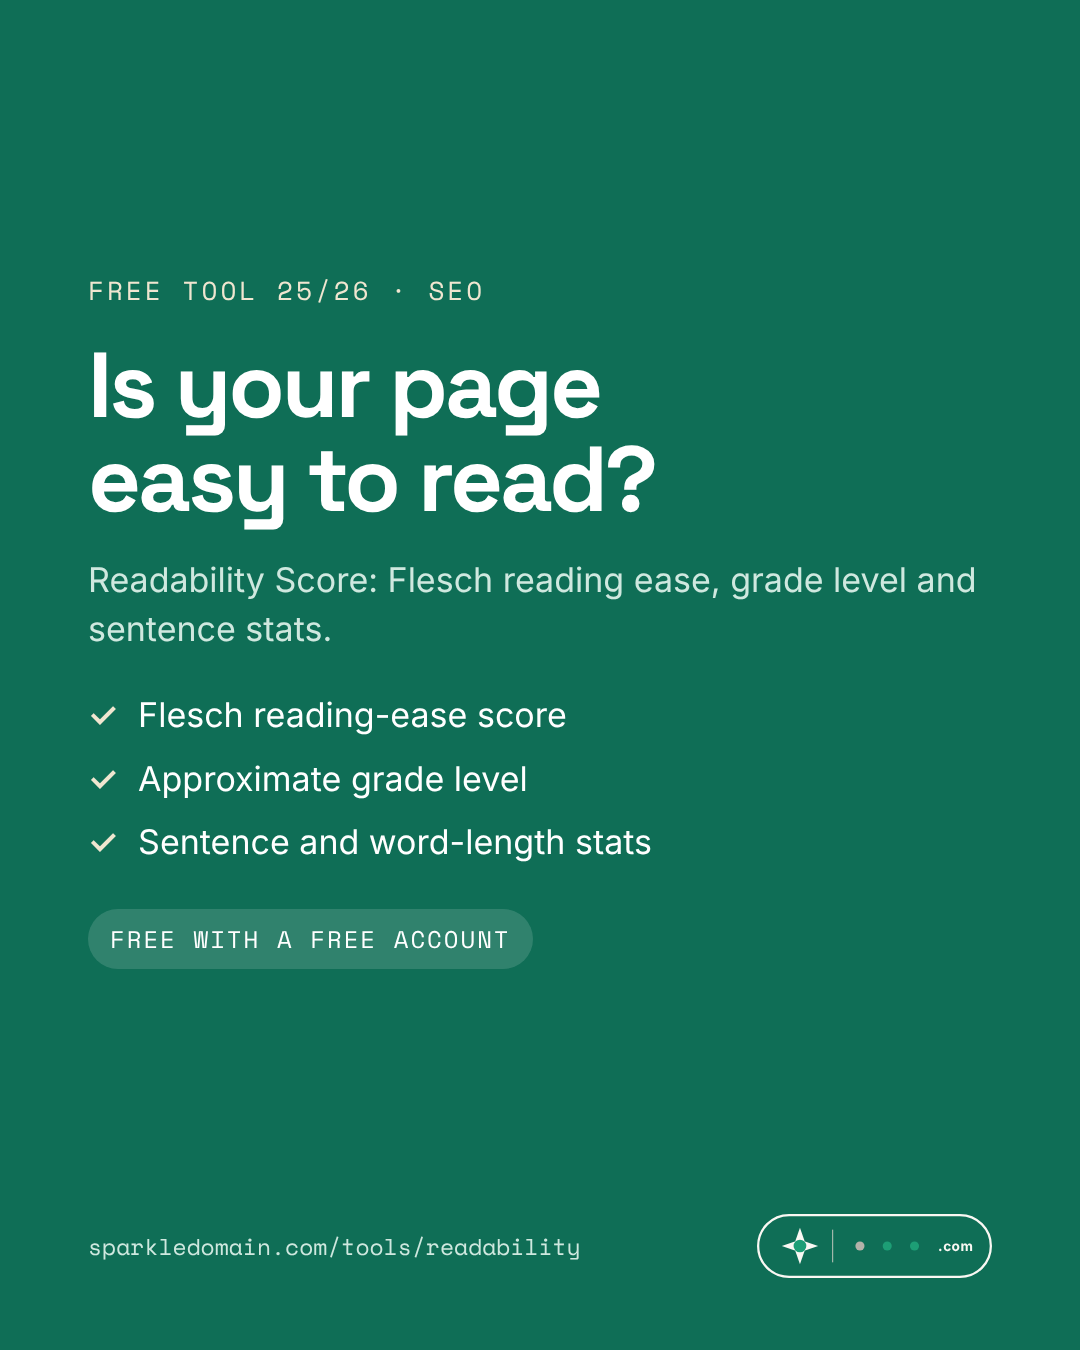 FREE TOOL 25/26 · SEO
Is your page
easy to read?
Readability Score: Flesch reading ease, grade level and
sentence stats.
✓ Flesch reading-ease score
✓ Approximate grade level
✓ Sentence and word-length stats
FREE WITH A FREE ACCOUNT
sparkledomain.com/tools/readability
.com